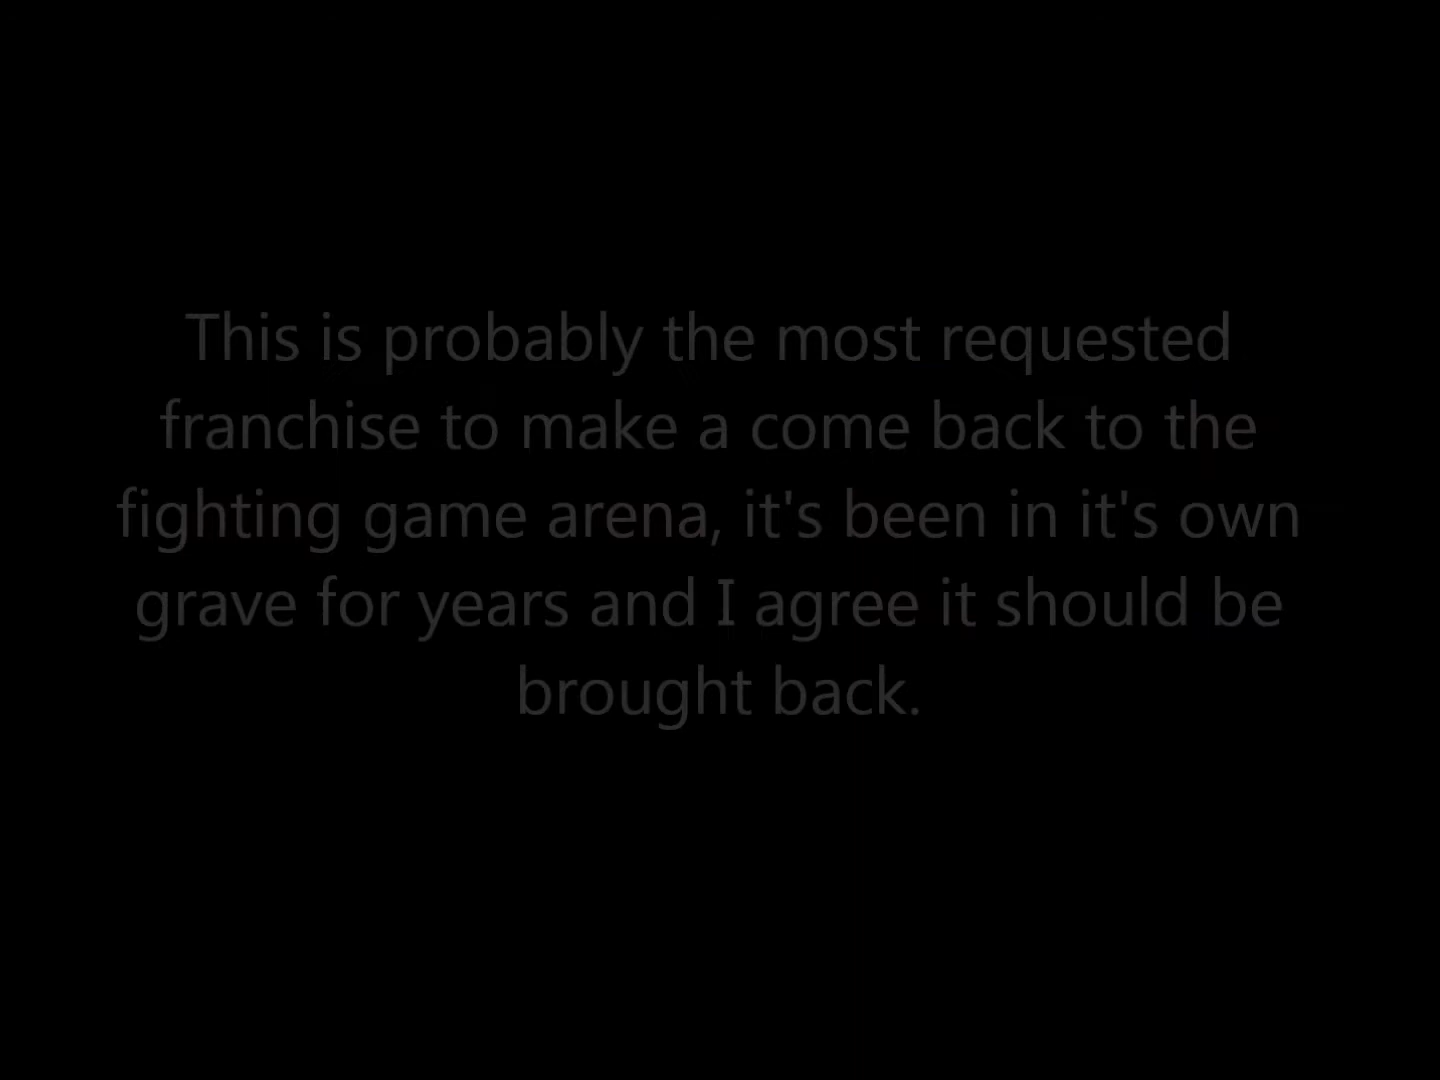 This is probably the most requested
franchise to make a come back to the
fighting game arena, it's been in it's own
grave for years and I agree it should be
brought back.